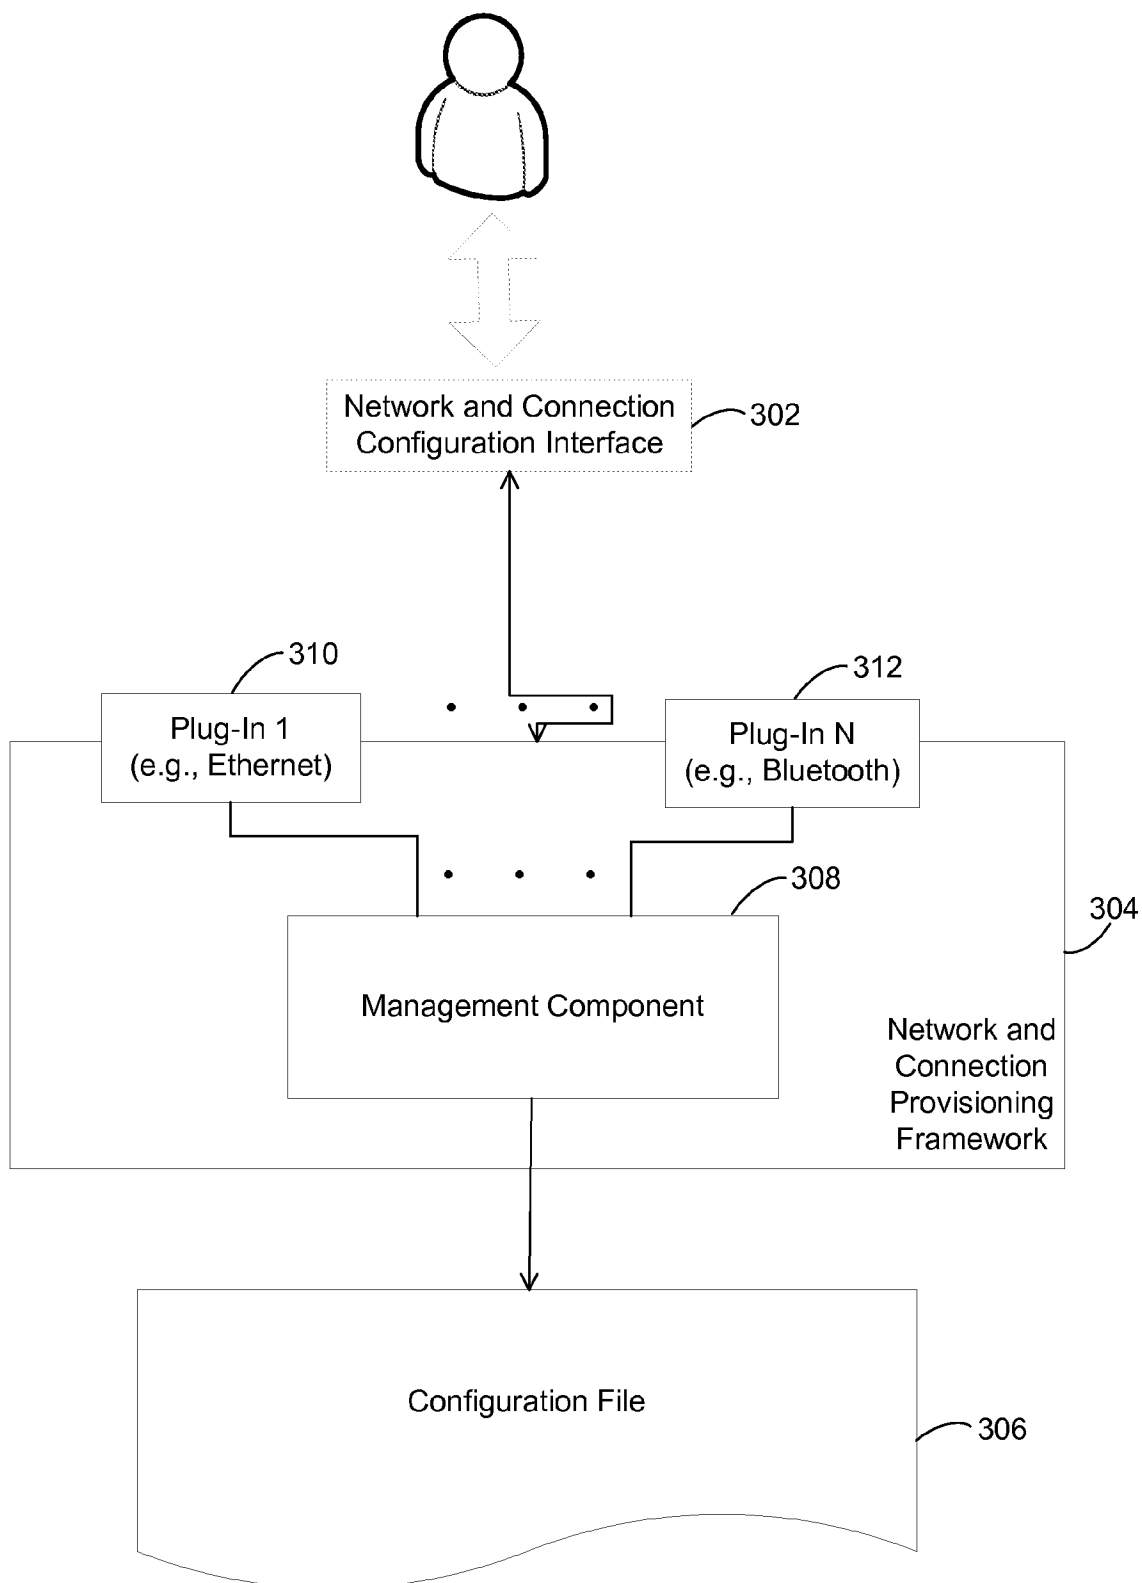 Network and Connection
Configuration Interface
302
310
312
Plug-In 1
(e.g., Ethernet)
Plug-In N
(e.g., Bluetooth)
308
304
Management Component
Network and
Connection
Provisioning
Framework
Configuration File
306